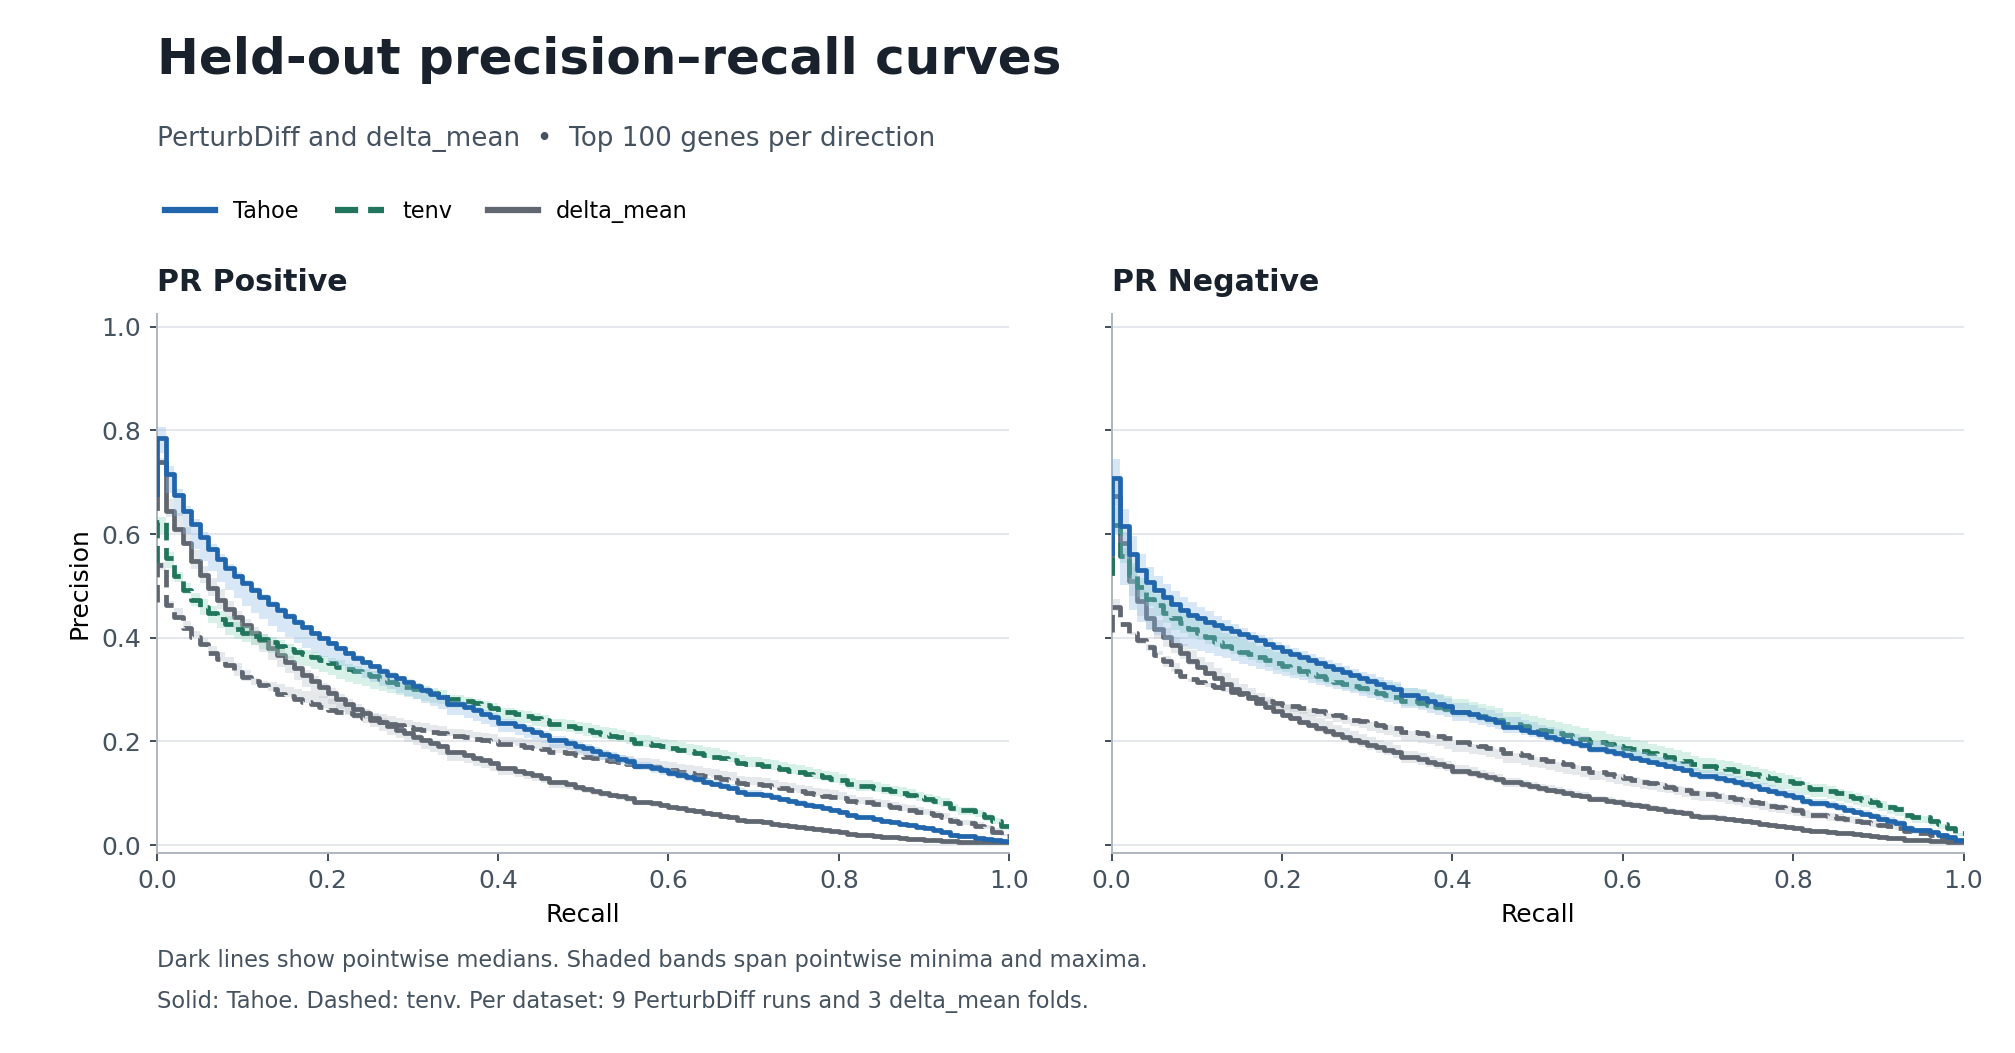 Held-out precision–recall curves
PerturbDiff and delta_mean • Top 100 genes per direction
Tahoe tenv delta_mean
PR Positive
PR Negative
Precision
1.0
0.8
0.6
0.4
0.2
0.0
0.0 0.2 0.4 0.6 0.8 1.0
Recall
0.0 0.2 0.4 0.6 0.8 1.0
Recall
Dark lines show pointwise medians. Shaded bands span pointwise minima and maxima.
Solid: Tahoe. Dashed: tenv. Per dataset: 9 PerturbDiff runs and 3 delta_mean folds.